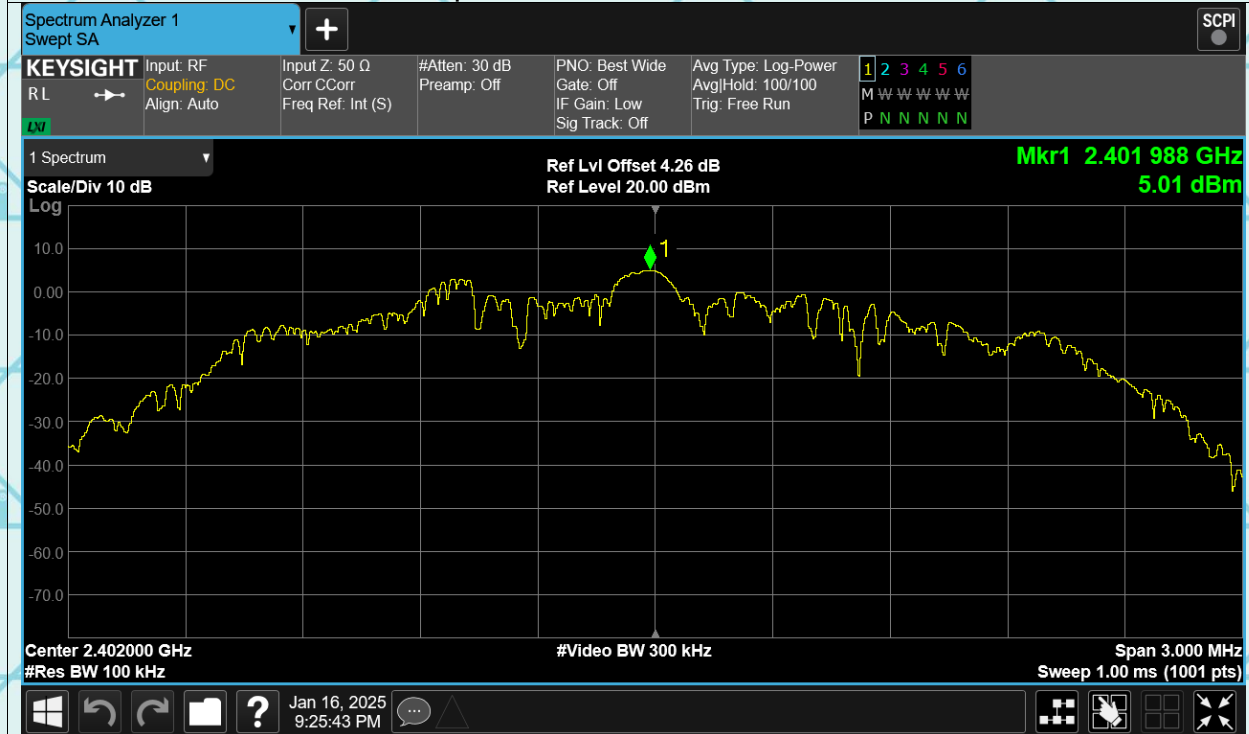 Spectrum Analyzer 1
Swept SA
SCPI
KEYSIGHT
R L
LXI
Input: RF
Coupling: DC
Align: Auto
Input Z: 50 Ω
Corr CCorr
Freq Ref: Int (S)
#Atten: 30 dB
Preamp: Off
PNO: Best Wide
Gate: Off
IF Gain: Low
Sig Track: Off
Avg Type: Log-Power
Avg|Hold: 100/100
Trig: Free Run
1 2 3 4 5 6
M W W W W W
P N N N N N
1 Spectrum
Scale/Div 10 dB
Log
Ref Lvl Offset 4.26 dB
Ref Level 20.00 dBm
Mkr1 2.401 988 GHz
5.01 dBm
1
10.0
0.00
-10.0
-20.0
-30.0
-40.0
-50.0
-60.0
-70.0
Center 2.402000 GHz
#Res BW 100 kHz
#Video BW 300 kHz
Span 3.000 MHz
Sweep 1.00 ms (1001 pts)
?
Jan 16, 2025
9:25:43 PM